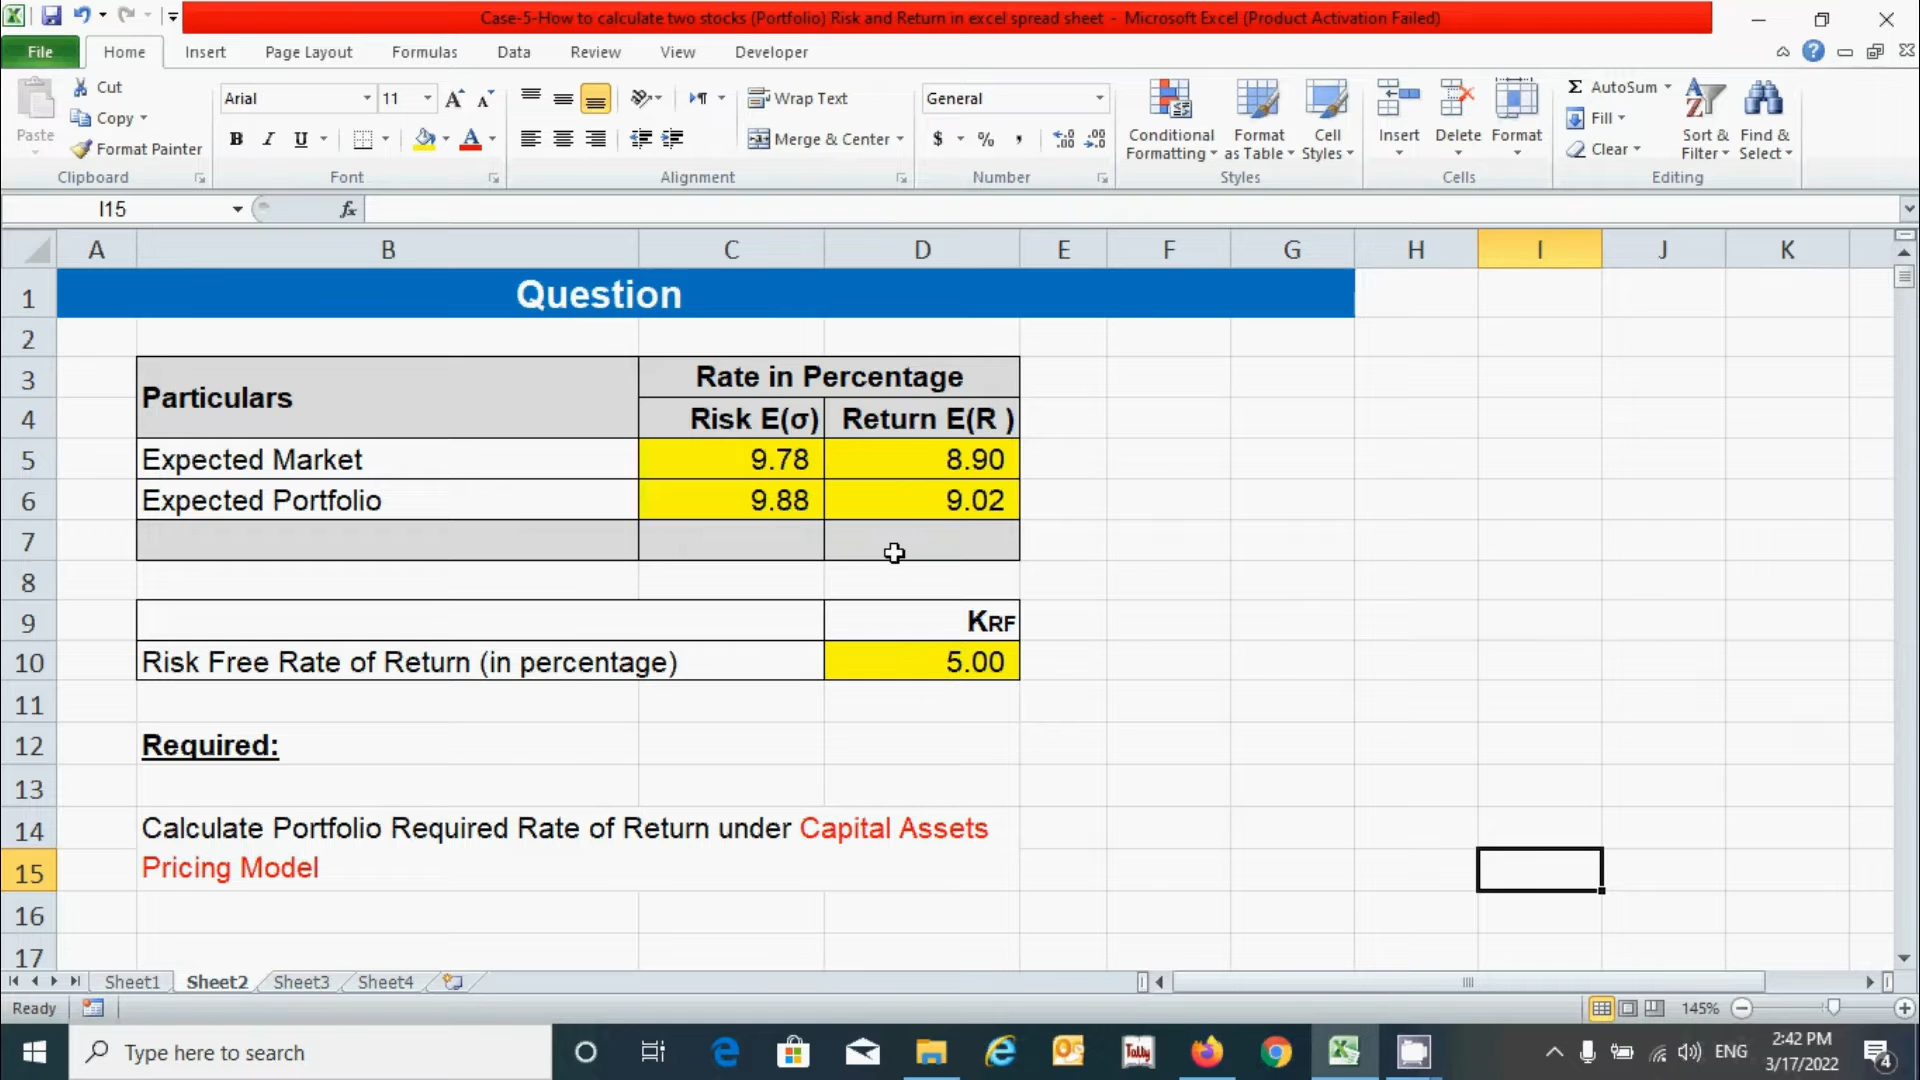 Case-5-How to calculate two stocks (Portfolio) Risk and Return in excel spread sheet - Microsoft Excel (Product Activation Failed)
File Home Insert Page Layout Formulas Data Review View Developer
Paste
Cut
Copy
Format Painter
Clipboard
Arial 11
B I U
Font
Wrap Text
Merge & Center
Alignment
General
$ % ,
Number
Conditional Formatting
Format as Table
Cell Styles
Styles
Insert
Delete
Format
Cells
Σ AutoSum
Fill
Clear
Sort & Filter
Find & Select
Editing
I15 fx
A B C D E F G H I J K
1 Question
2
3 Particulars Rate in Percentage
4 Risk E(σ) Return E(R )
5 Expected Market 9.78 8.90
6 Expected Portfolio 9.88 9.02
7
8
9 KRF
10 Risk Free Rate of Return (in percentage) 5.00
11
12 Required:
13
14 Calculate Portfolio Required Rate of Return under Capital Assets
15 Pricing Model
16
17
Sheet1 Sheet2 Sheet3 Sheet4
Ready 145%
Type here to search
Tally
ENG
2:42 PM
3/17/2022
4